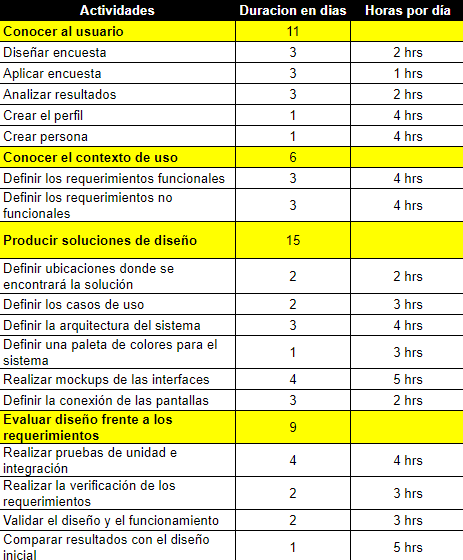 Actividades Duracion en dias Horas por día
Conocer al usuario 11
Diseñar encuesta 3 2 hrs
Aplicar encuesta 3 1 hrs
Analizar resultados 3 2 hrs
Crear el perfil 1 4 hrs
Crear persona 1 4 hrs
Conocer el contexto de uso 6
Definir los requerimientos funcionales 3 4 hrs
Definir los requerimientos no
funcionales 3 4 hrs
Producir soluciones de diseño 15
Definir ubicaciones donde se
encontrará la solución 2 2 hrs
Definir los casos de uso 2 3 hrs
Definir la arquitectura del sistema 3 4 hrs
Definir una paleta de colores para el
sistema 1 3 hrs
Realizar mockups de las interfaces 4 5 hrs
Definir la conexión de las pantallas 3 2 hrs
Evaluar diseño frente a los
requerimientos 9
Realizar pruebas de unidad e
integración 4 4 hrs
Realizar la verificación de los
requerimientos 2 3 hrs
Validar el diseño y el funcionamiento 2 3 hrs
Comparar resultados con el diseño
inicial 1 5 hrs